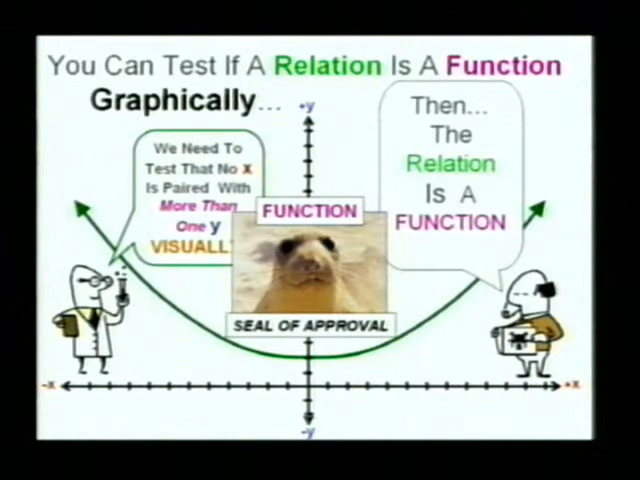 You Can Test If A Relation Is A Function
Graphically...
+y
We Need To
Test That No x
Is Paired With
More Than
One y
VISUALL
Then...
The
Relation
Is A
FUNCTION
FUNCTION
SEAL OF APPROVAL
-x
+x
-y